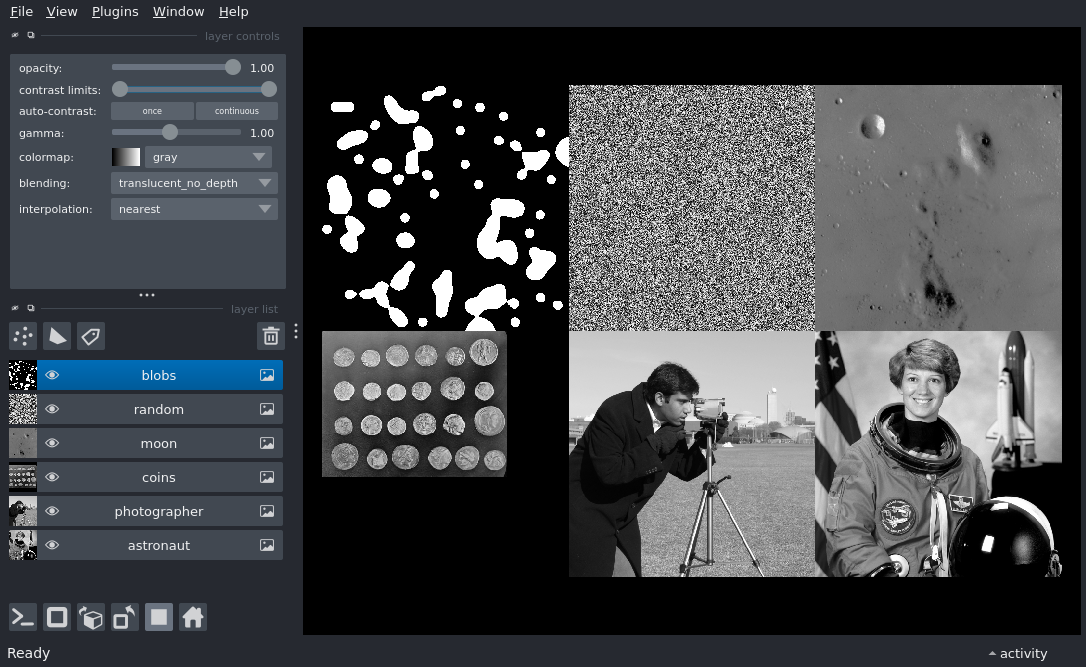 File View Plugins Window Help
layer controls
opacity: 1.00
contrast limits:
auto-contrast: once continuous
gamma: 1.00
colormap: gray
blending: translucent_no_depth
interpolation: nearest
layer list
blobs
random
moon
coins
photographer
astronaut
Ready activity